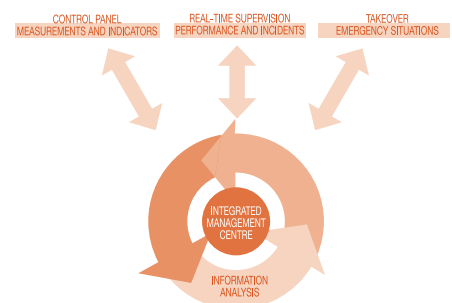 CONTROL PANEL
MEASUREMENTS AND INDICATORS
REAL-TIME SUPERVISION
PERFORMANCE AND INCIDENTS
TAKEOVER
EMERGENCY SITUATIONS
INTEGRATED
MANAGEMENT
CENTRE
INFORMATION
ANALYSIS